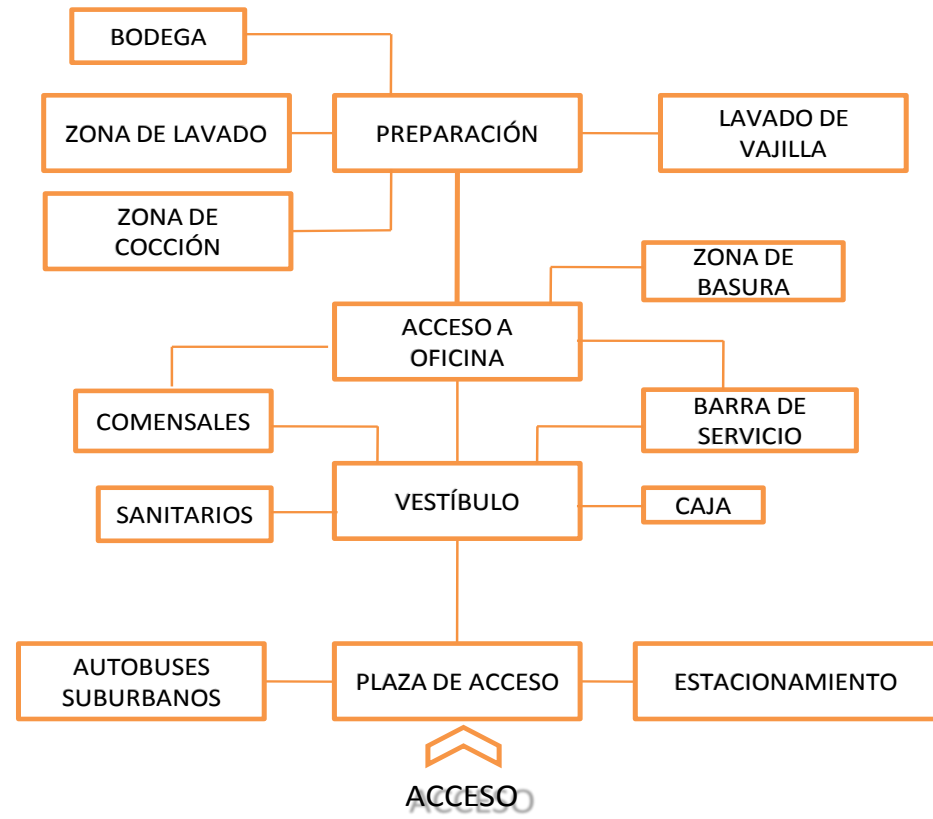 BODEGA
ZONA DE LAVADO
PREPARACIÓN
LAVADO DE
VAJILLA
ZONA DE
COCCIÓN
ZONA DE
BASURA
ACCESO A
OFICINA
COMENSALES
BARRA DE
SERVICIO
SANITARIOS
VESTÍBULO
CAJA
AUTOBUSES
SUBURBANOS
PLAZA DE ACCESO
ESTACIONAMIENTO
ACCESO